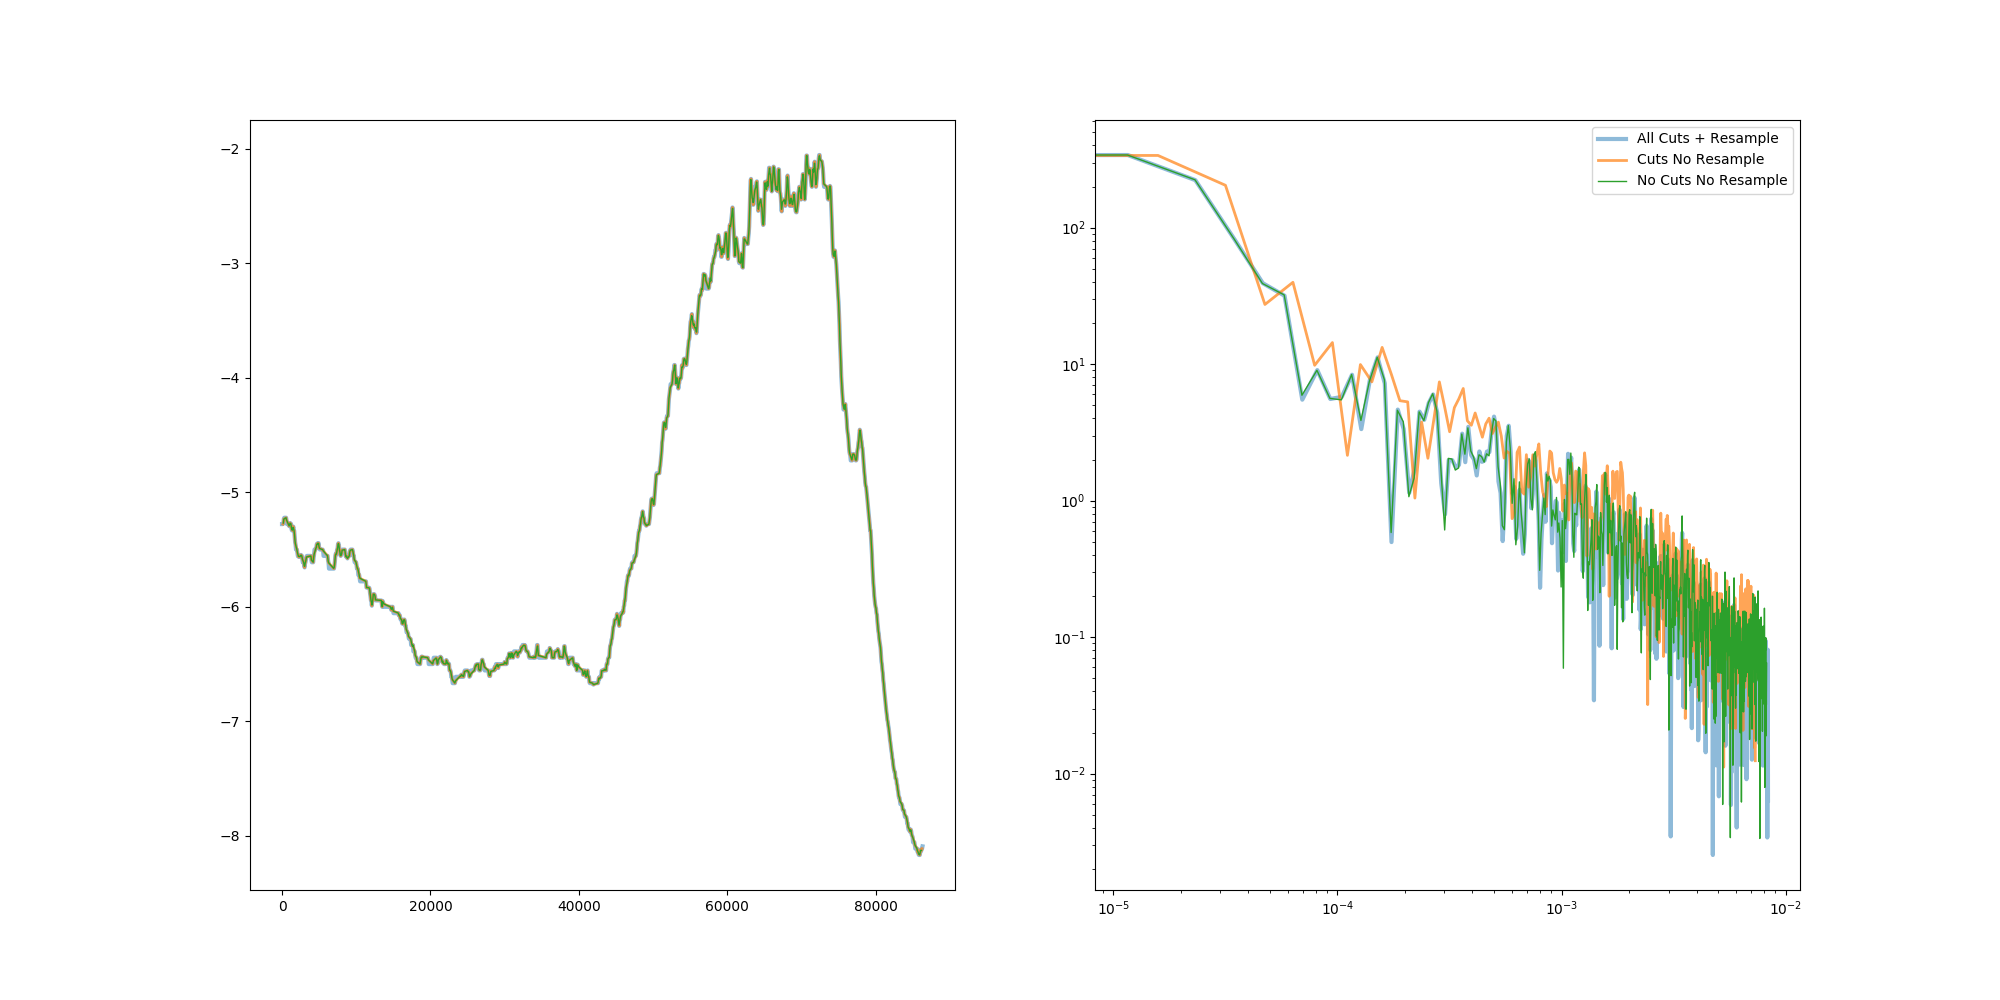 −2
−3
−4
−5
−6
−7
−8
0 20000 40000 60000 80000
All Cuts + Resample
Cuts No Resample
No Cuts No Resample
10²
10¹
10⁰
10⁻¹
10⁻²
10⁻⁵ 10⁻⁴ 10⁻³ 10⁻²